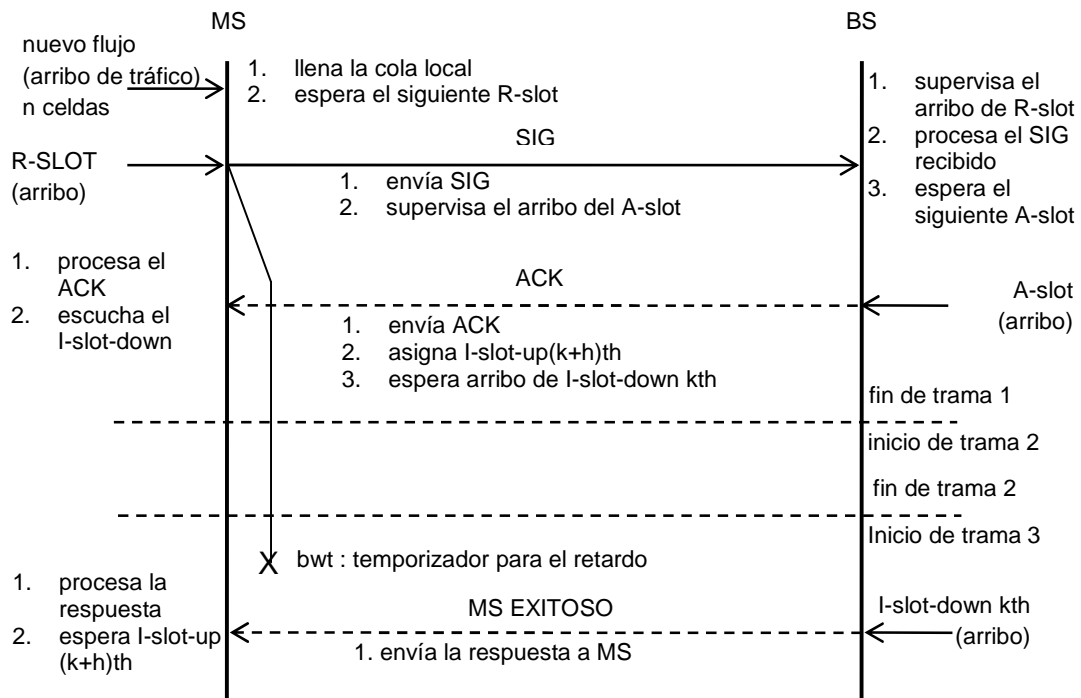 MS
BS
nuevo flujo
(arribo de tráfico)
n celdas
1. llena la cola local
2. espera el siguiente R-slot
1. supervisa el
arribo de R-slot
2. procesa el SIG
recibido
3. espera el
siguiente A-slot
R-SLOT
(arribo)
SIG
1. envía SIG
2. supervisa el arribo del A-slot
1. procesa el
ACK
2. escucha el
I-slot-down
ACK
A-slot
(arribo)
1. envía ACK
2. asigna I-slot-up(k+h)th
3. espera arribo de I-slot-down kth
fin de trama 1
inicio de trama 2
fin de trama 2
Inicio de trama 3
X bwt : temporizador para el retardo
1. procesa la
respuesta
2. espera I-slot-up
(k+h)th
MS EXITOSO
1. envía la respuesta a MS
I-slot-down kth
(arribo)